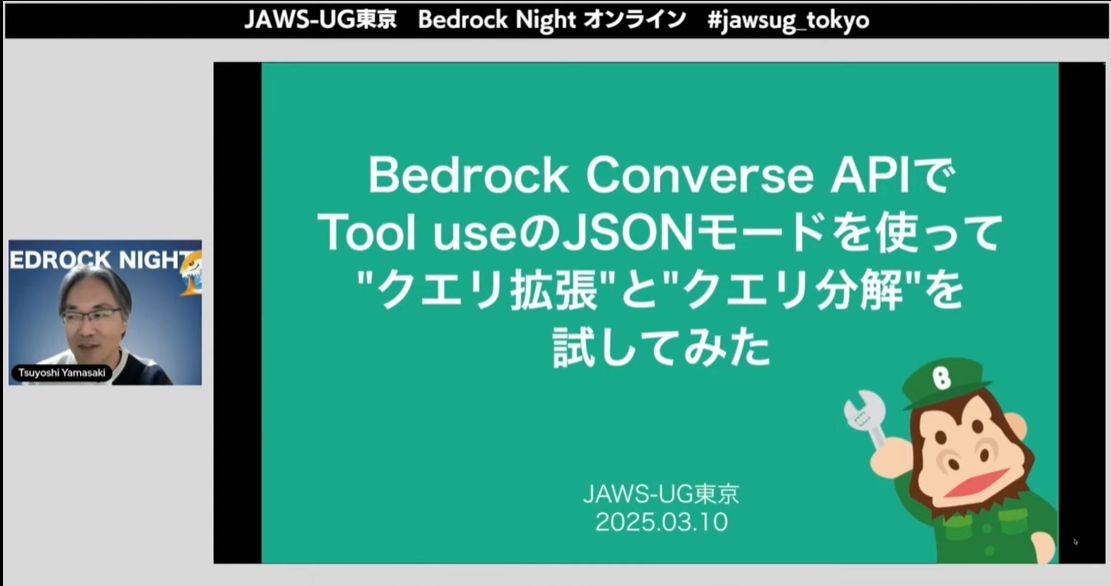 JAWS-UG東京 Bedrock Night オンライン #jawsug_tokyo
Bedrock Converse APIで
Tool useのJSONモードを使って
"クエリ拡張"と"クエリ分解"を
試してみた
EDROCK NIGHT
Tsuyoshi Yamasaki
B
JAWS-UG東京
2025.03.10